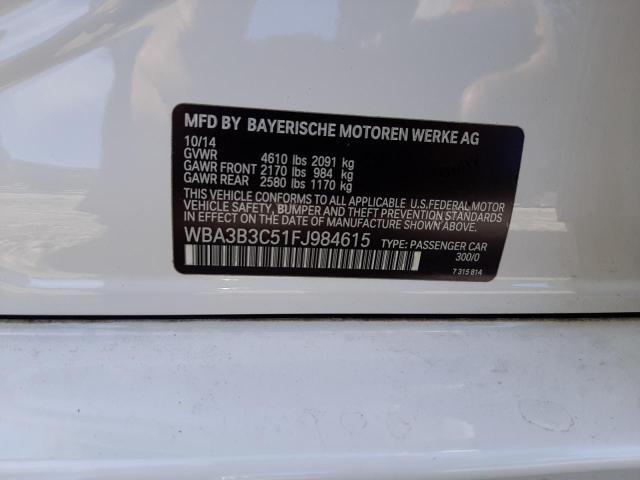 MFD BY BAYERISCHE MOTOREN WERKE AG
10/14
GVWR 4610 lbs 2091 kg
GAWR FRONT 2170 lbs 984 kg
GAWR REAR 2580 lbs 1170 kg
THIS VEHICLE CONFORMS TO ALL APPLICABLE U.S.FEDERAL MOTOR
VEHICLE SAFETY, BUMPER, AND THEFT PREVENTION STANDARDS
IN EFFECT ON THE DATE OF MANUFACTURE SHOWN ABOVE.
WBA3B3C51FJ984615 TYPE: PASSENGER CAR
300/0
7 315 814